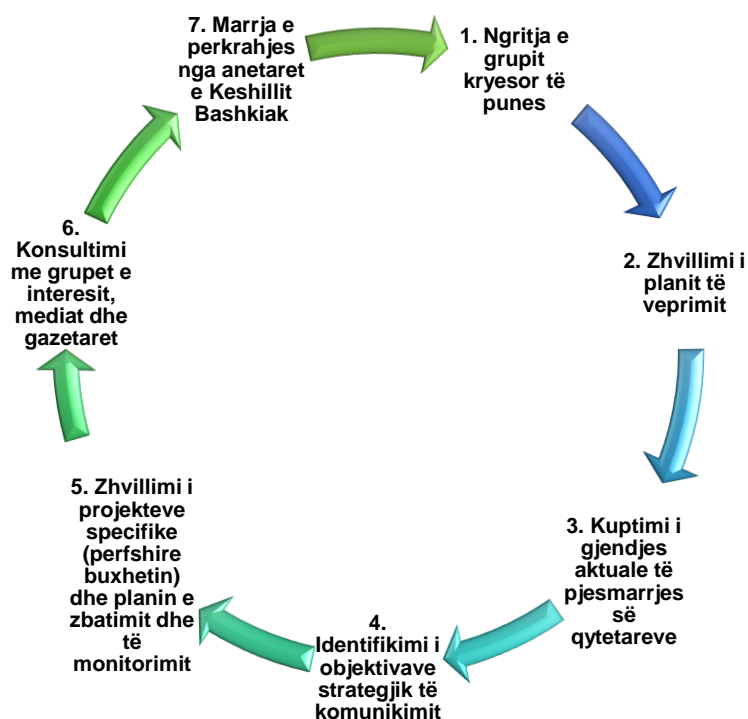 1. Ngritja e
grupit
kryesor të
punes
2. Zhvillimi i
planit të
veprimit
3. Kuptimi i
gjendjes
aktuale të
pjesmarrjes
së
qytetareve
4.
Identifikimi i
objektivave
strategjik të
komunikimit
5. Zhvillimi i
projekteve
specifike
(perfshire
buxhetin)
dhe planin e
zbatimit dhe
të
monitorimit
6.
Konsultimi
me grupet e
interesit,
mediat dhe
gazetaret
7. Marrja e
perkrahjes
nga anetaret
e Keshillit
Bashkiak